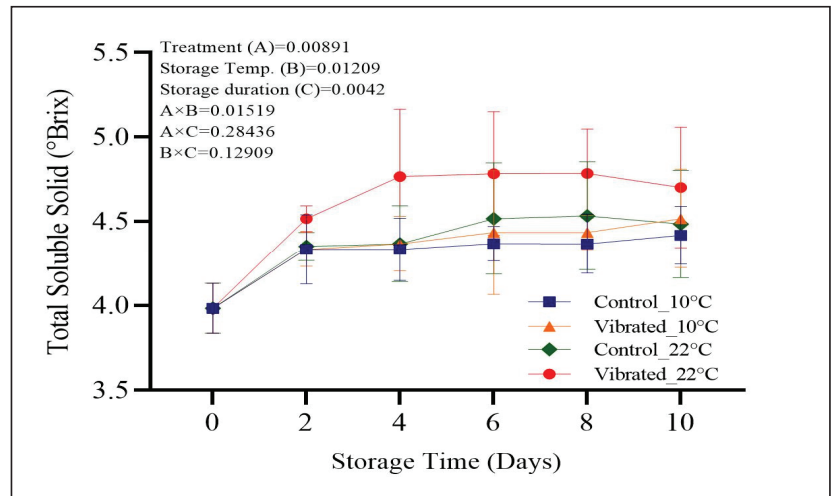 Treatment (A)=0.00891
Storage Temp. (B)=0.01209
Storage duration (C)=0.0042
A×B=0.01519
A×C=0.28436
B×C=0.12909
Total Soluble Solid (°Brix)
5.5
5.0
4.5
4.0
3.5
Control_10°C
Vibrated_10°C
Control_22°C
Vibrated_22°C
0 2 4 6 8 10
Storage Time (Days)